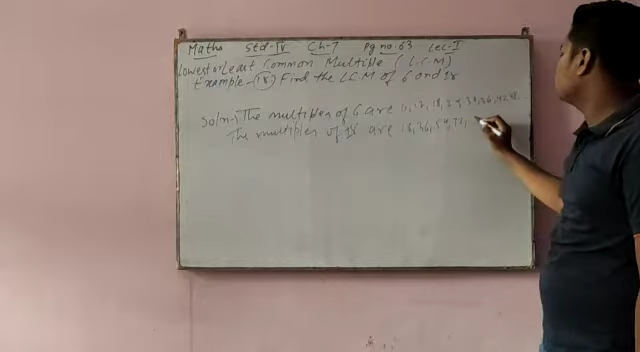 Maths Std-IV Ch-7 Pg no 63 Lec-I
Lowest or Least Common Multiple (L.C.M)
Example-18) Find the LCM of 6 and 18
Soln:-) The multiples of 6 are 6, 12, 18, 24, 30, 36, 42, 48...
The multiples of 18 are 18, 36, 54, 72,